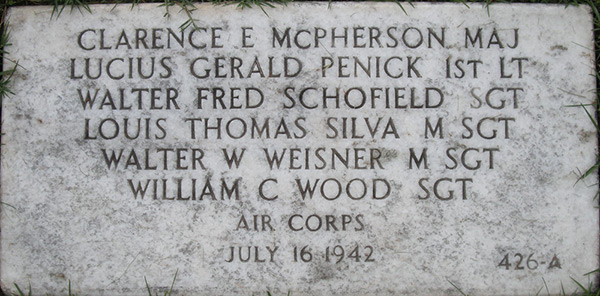 CLARENCE E MCPHERSON MAJ
LUCIUS GERALD PENICK 1ST LT
WALTER FRED SCHOFIELD SGT
LOUIS THOMAS SILVA M SGT
WALTER W WEISNER M SGT
WILLIAM C WOOD SGT
AIR CORPS
JULY 16 1942
426-A